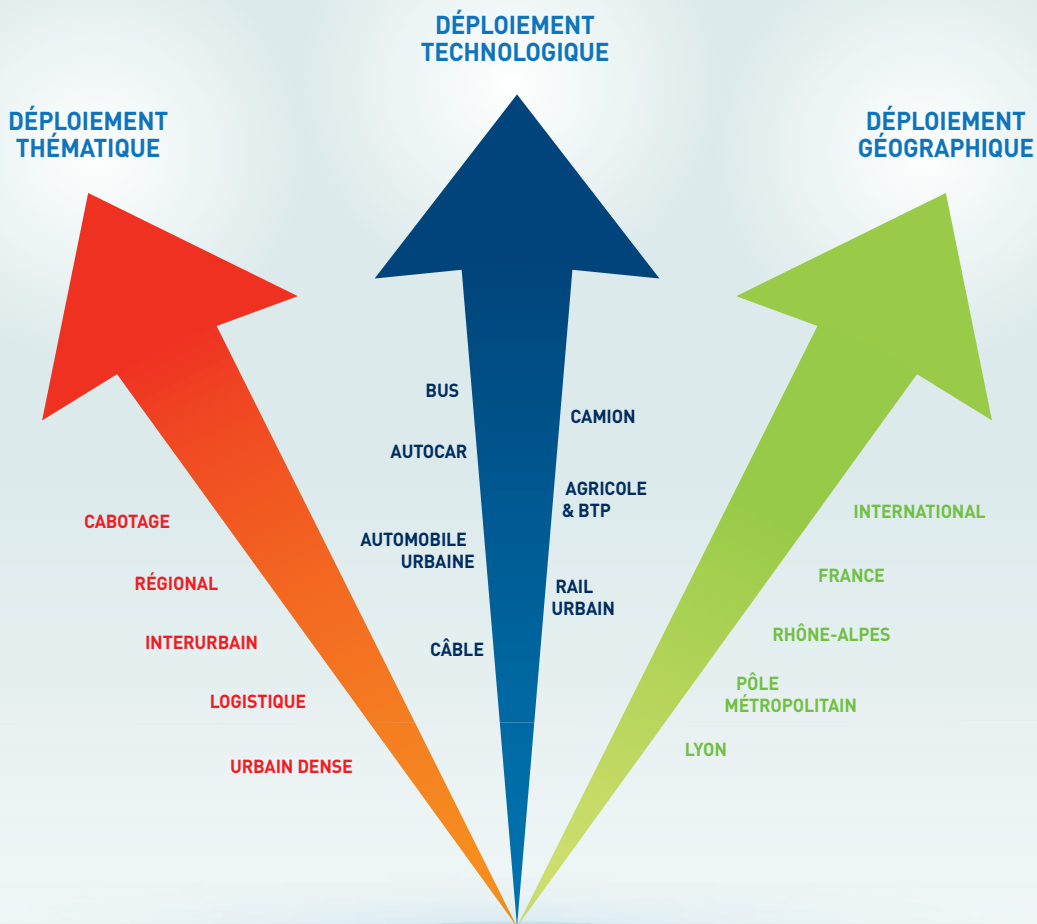 DÉPLOIEMENT
TECHNOLOGIQUE
DÉPLOIEMENT
THÉMATIQUE
DÉPLOIEMENT
GÉOGRAPHIQUE
CABOTAGE
RÉGIONAL
INTERURBAIN
LOGISTIQUE
URBAIN DENSE
BUS
AUTOCAR
AUTOMOBILE
URBAINE
CÂBLE
CAMION
AGRICOLE
& BTP
RAIL
URBAIN
INTERNATIONAL
FRANCE
RHÔNE-ALPES
PÔLE
MÉTROPOLITAIN
LYON